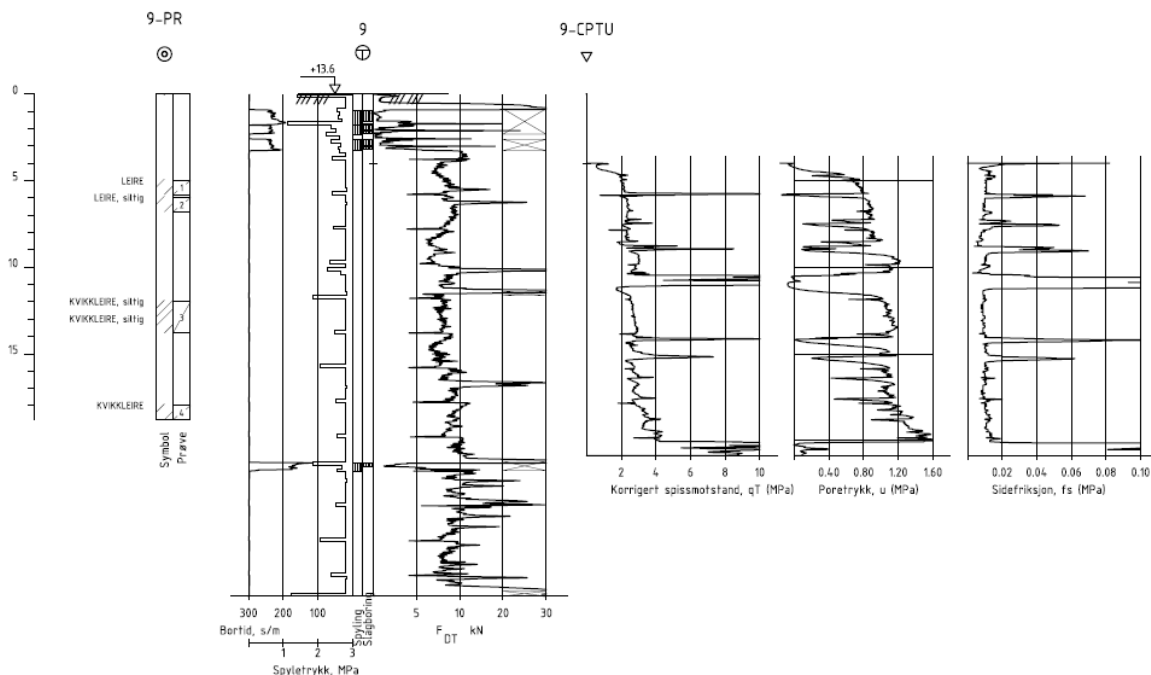 9-PR
9
9-CPTU
+13.6
0
5
10
15
LEIRE
1
LEIRE, siltig
2
KVIKKLEIRE, siltig
KVIKKLEIRE, siltig
3
KVIKKLEIRE
4
Symbol
Prøve
300 200 100
Bortid, s/m
1 2 3
Spyletrykk, MPa
Spyling
Slagboring
5 10 20 30
F DT kN
2 4 6 8 10
Korrigert spissmotstand, qT (MPa)
0.40 0.80 1.20 1.60
Poretrykk, u (MPa)
0.02 0.04 0.06 0.08 0.10
Sidefriksjon, fs (MPa)